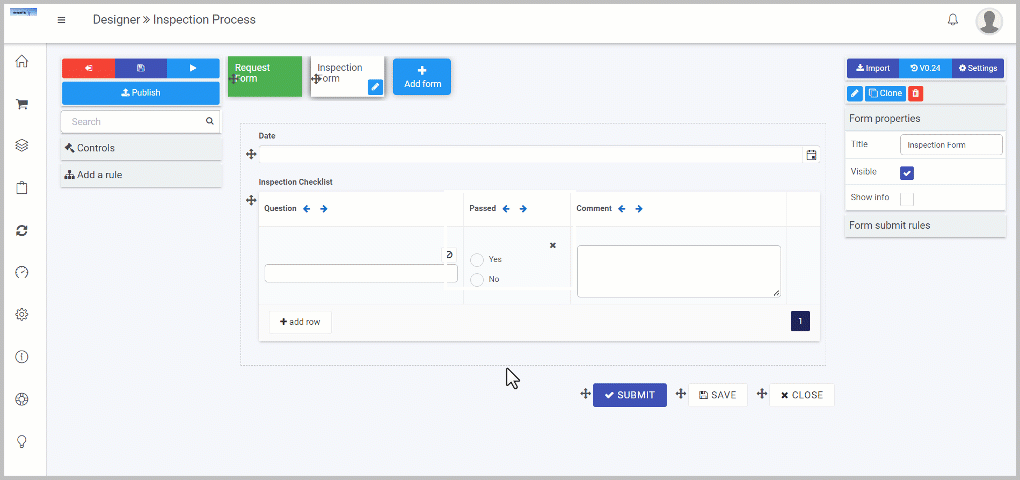 Designer » Inspection Process
Publish
Search
Controls
Add a rule
Request
Form
Inspection
Form
Add form
Import
V0.24
Settings
Clone
Form properties
Title
Inspection Form
Visible
Show info
Form submit rules
Date
Inspection Checklist
Question
Passed
Comment
Yes
No
add row
1
SUBMIT
SAVE
CLOSE